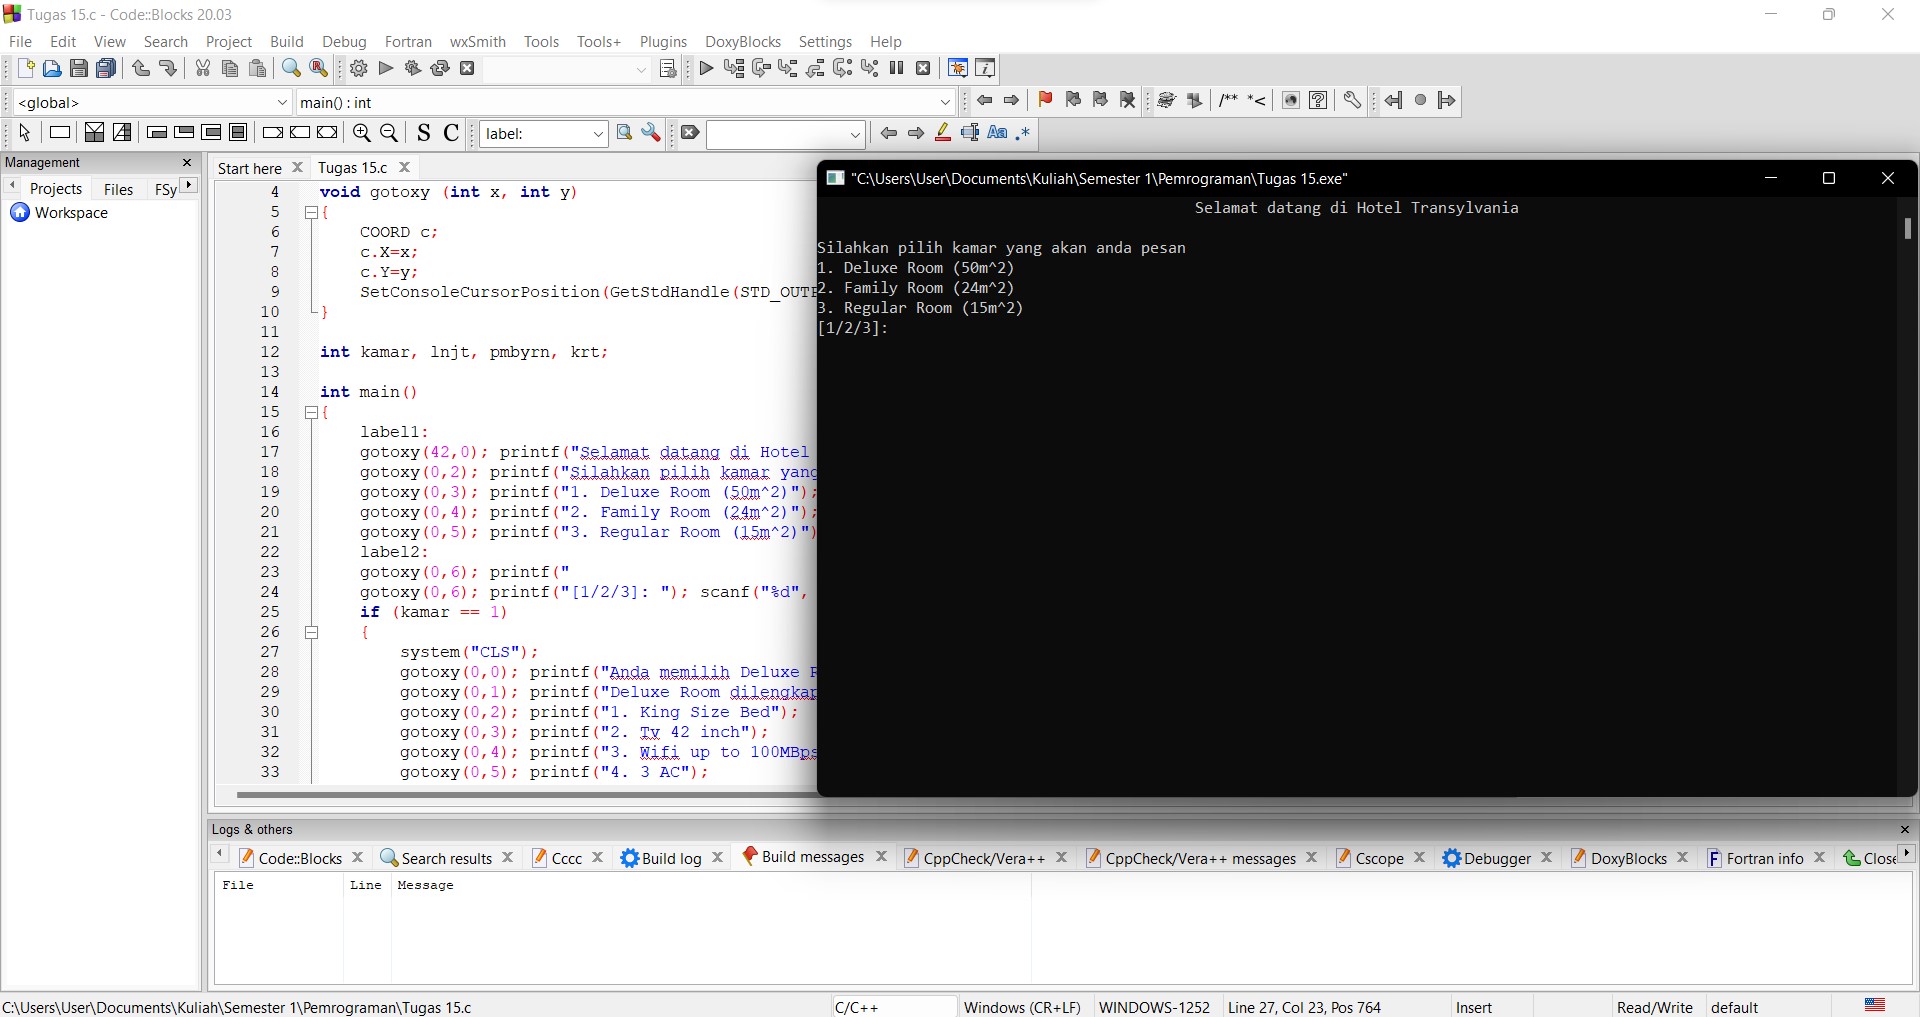 Tugas 15.c - Code::Blocks 20.03
File Edit View Search Project Build Debug Fortran wxSmith Tools Tools+ Plugins DoxyBlocks Settings Help
<global> main() : int /** *<
S C label: Aa .*
Management
Projects Files FSy
Workspace
Start here Tugas 15.c
4 void gotoxy (int x, int y)
5 {
6 COORD c;
7 c.X=x;
8 c.Y=y;
9 SetConsoleCursorPosition(GetStdHandle(STD_OUTP
10 }
11
12 int kamar, lnjt, pmbyrn, krt;
13
14 int main()
15 {
16 label1:
17 gotoxy(42,0); printf("Selamat datang di Hotel
18 gotoxy(0,2); printf("Silahkan pilih kamar yang
19 gotoxy(0,3); printf("1. Deluxe Room (50m^2)");
20 gotoxy(0,4); printf("2. Family Room (24m^2)");
21 gotoxy(0,5); printf("3. Regular Room (15m^2)")
22 label2:
23 gotoxy(0,6); printf("
24 gotoxy(0,6); printf("[1/2/3]: "); scanf("%d",
25 if (kamar == 1)
26 {
27 system("CLS");
28 gotoxy(0,0); printf("Anda memilih Deluxe R
29 gotoxy(0,1); printf("Deluxe Room dilengkap
30 gotoxy(0,2); printf("1. King Size Bed");
31 gotoxy(0,3); printf("2. Tv 42 inch");
32 gotoxy(0,4); printf("3. Wifi up to 100MBps
33 gotoxy(0,5); printf("4. 3 AC");
"C:\Users\User\Documents\Kuliah\Semester 1\Pemrograman\Tugas 15.exe"
Selamat datang di Hotel Transylvania
Silahkan pilih kamar yang akan anda pesan
1. Deluxe Room (50m^2)
2. Family Room (24m^2)
3. Regular Room (15m^2)
[1/2/3]:
Logs & others
Code::Blocks Search results Cccc Build log Build messages CppCheck/Vera++ CppCheck/Vera++ messages Cscope Debugger DoxyBlocks Fortran info Close
File Line Message
C:\Users\User\Documents\Kuliah\Semester 1\Pemrograman\Tugas 15.c C/C++ Windows (CR+LF) WINDOWS-1252 Line 27, Col 23, Pos 764 Insert Read/Write default